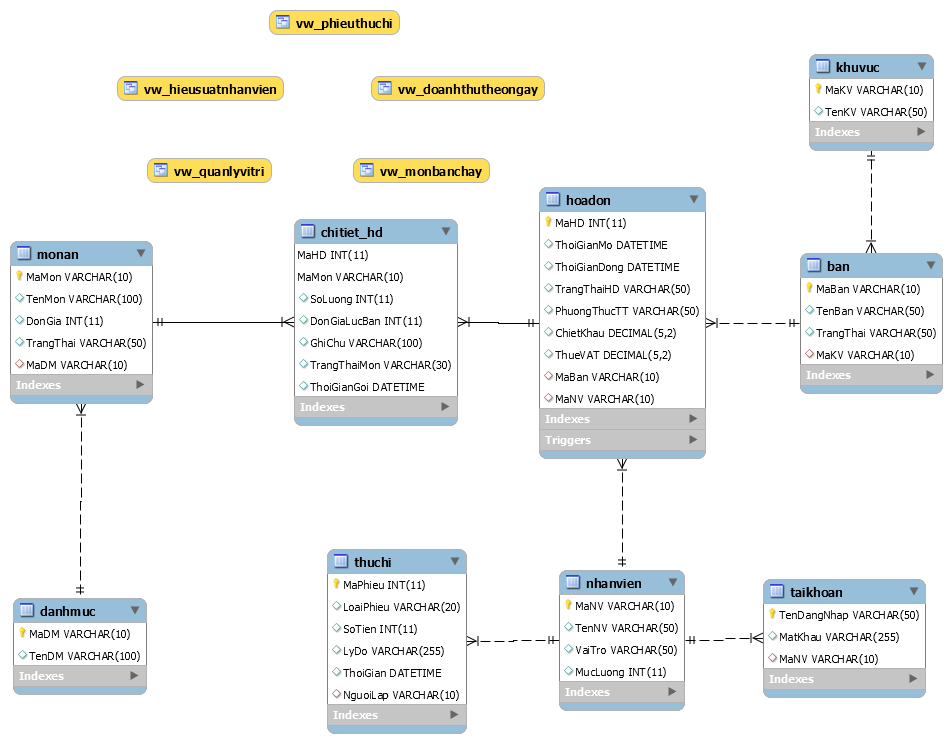 vw_phieuthuchi
vw_hieusuatnhanvien
vw_doanhthutheongay
vw_quanlyvitri
vw_monbanchay
khuvuc
MaKV VARCHAR(10)
TenKV VARCHAR(50)
Indexes
hoadon
MaHD INT(11)
ThoiGianMo DATETIME
ThoiGianDong DATETIME
TrangThaiHD VARCHAR(50)
PhuongThucTT VARCHAR(50)
ChietKhau DECIMAL(5,2)
ThueVAT DECIMAL(5,2)
MaBan VARCHAR(10)
MaNV VARCHAR(10)
Indexes
Triggers
chitiet_hd
MaHD INT(11)
MaMon VARCHAR(10)
SoLuong INT(11)
DonGiaLucBan INT(11)
GhiChu VARCHAR(100)
TrangThaiMon VARCHAR(30)
ThoiGianGoi DATETIME
Indexes
monan
MaMon VARCHAR(10)
TenMon VARCHAR(100)
DonGia INT(11)
TrangThai VARCHAR(50)
MaDM VARCHAR(10)
Indexes
ban
MaBan VARCHAR(10)
TenBan VARCHAR(50)
TrangThai VARCHAR(50)
MaKV VARCHAR(10)
Indexes
thuchi
MaPhieu INT(11)
LoaiPhieu VARCHAR(20)
SoTien INT(11)
LyDo VARCHAR(255)
ThoiGian DATETIME
NguoiLap VARCHAR(10)
Indexes
nhanvien
MaNV VARCHAR(10)
TenNV VARCHAR(50)
VaiTro VARCHAR(50)
MucLuong INT(11)
Indexes
taikhoan
TenDangNhap VARCHAR(50)
MatKhau VARCHAR(255)
MaNV VARCHAR(10)
Indexes
danhmuc
MaDM VARCHAR(10)
TenDM VARCHAR(100)
Indexes